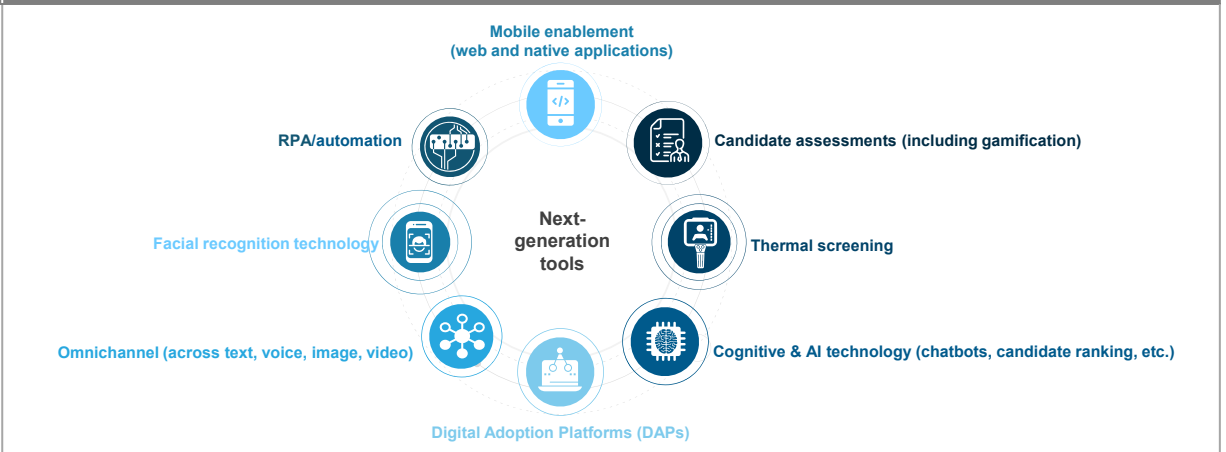 Mobile enablement
(web and native applications)
RPA/automation
Candidate assessments (including gamification)
Facial recognition technology
Next-
generation
tools
Thermal screening
Omnichannel (across text, voice, image, video)
Cognitive & AI technology (chatbots, candidate ranking, etc.)
Digital Adoption Platforms (DAPs)